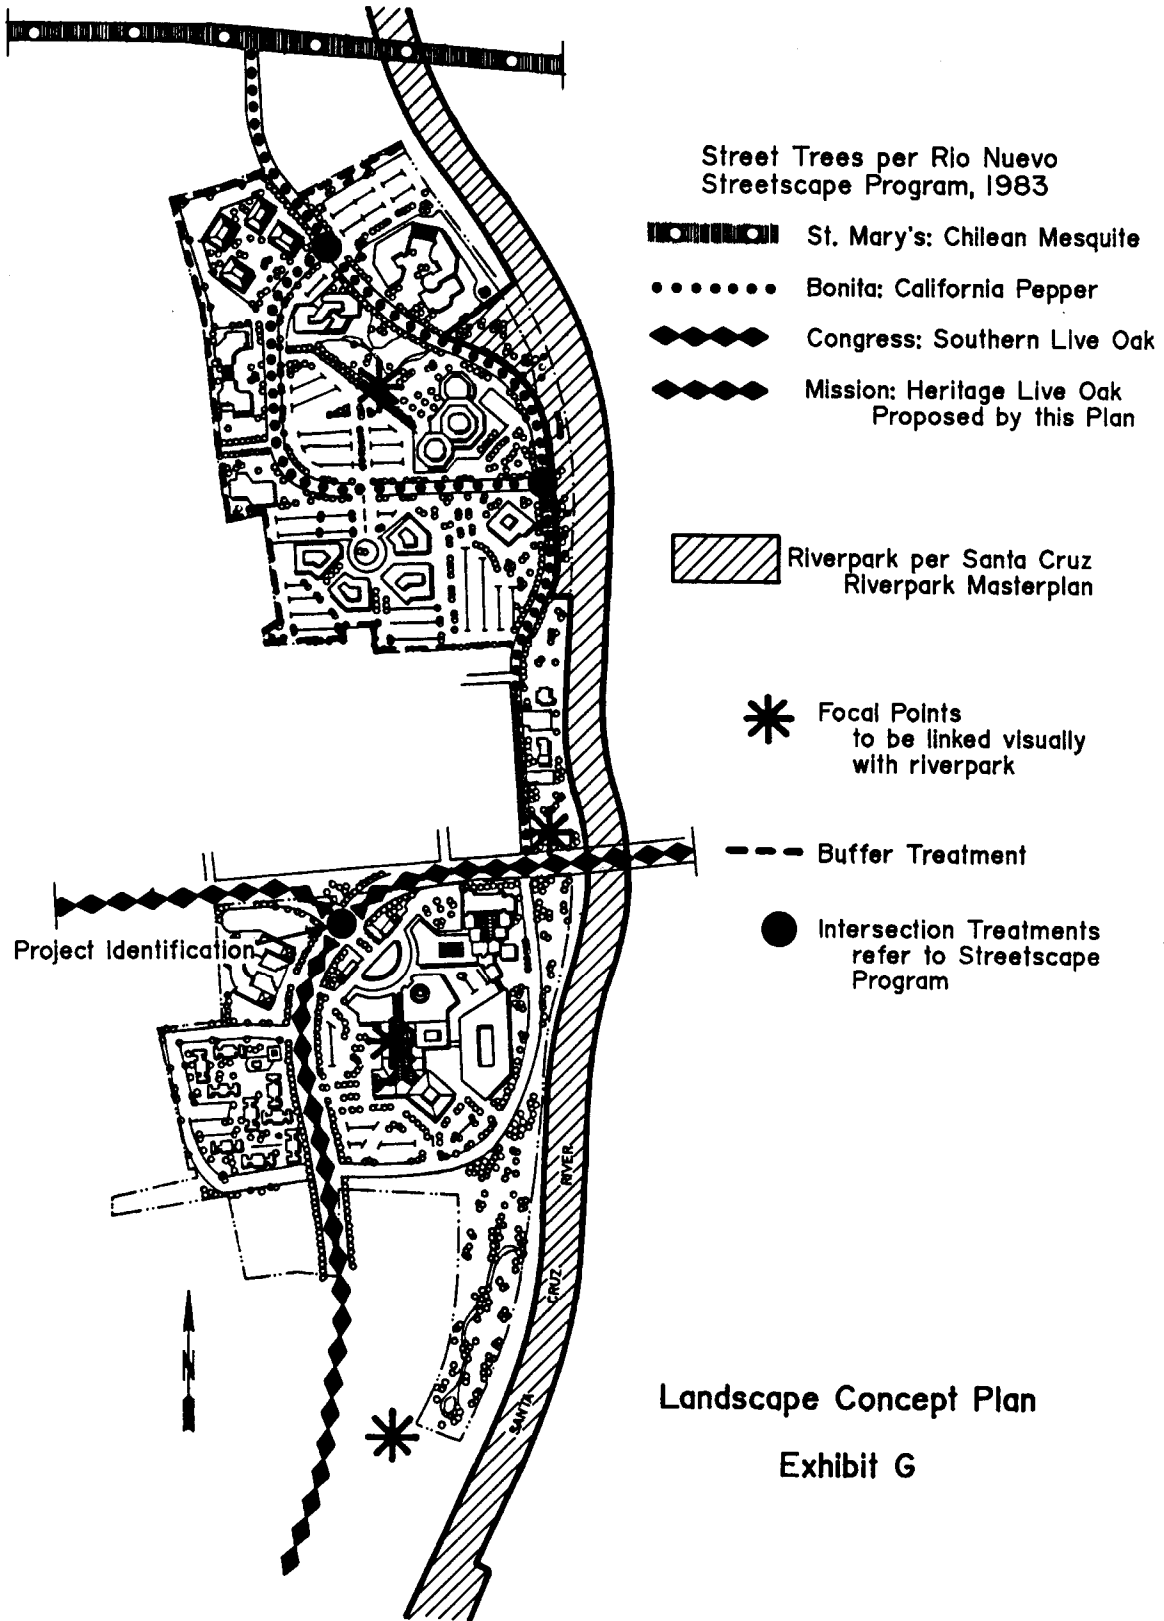 Street Trees per Rio Nuevo
Streetscape Program, 1983
St. Mary's: Chilean Mesquite
Bonita: California Pepper
Congress: Southern Live Oak
Mission: Heritage Live Oak
Proposed by this Plan
Riverpark per Santa Cruz
Riverpark Masterplan
Focal Points
to be linked visually
with riverpark
Buffer Treatment
Intersection Treatments
refer to Streetscape
Program
Project Identification
SANTA CRUZ RIVER
N
Landscape Concept Plan
Exhibit G